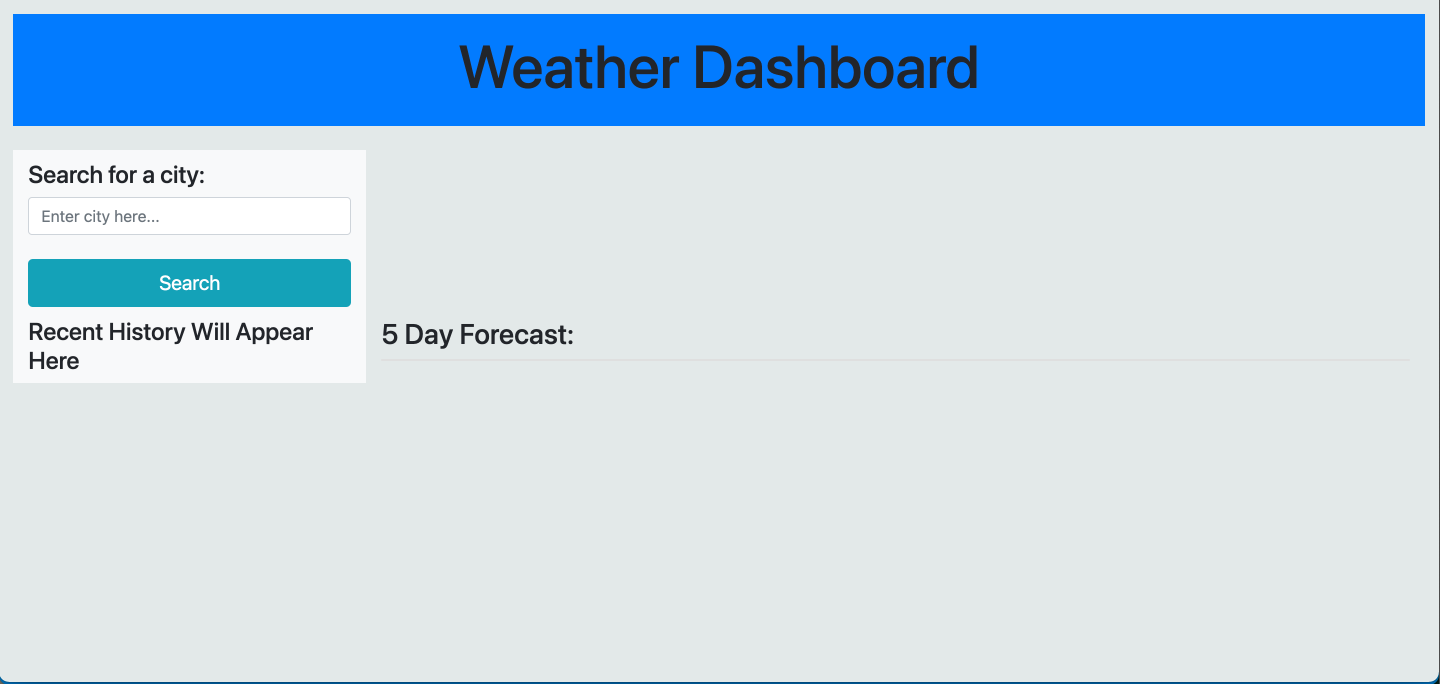 Weather Dashboard
Search for a city:
Enter city here...
Search
Recent History Will Appear
Here
5 Day Forecast: